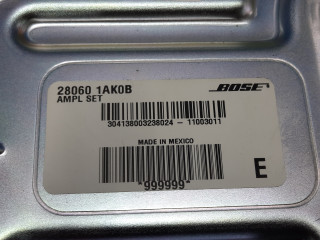 28060 1AK0B
AMPL SET
BOSE
304138003238024 - 11003011
MADE IN MEXICO
E
"999999"